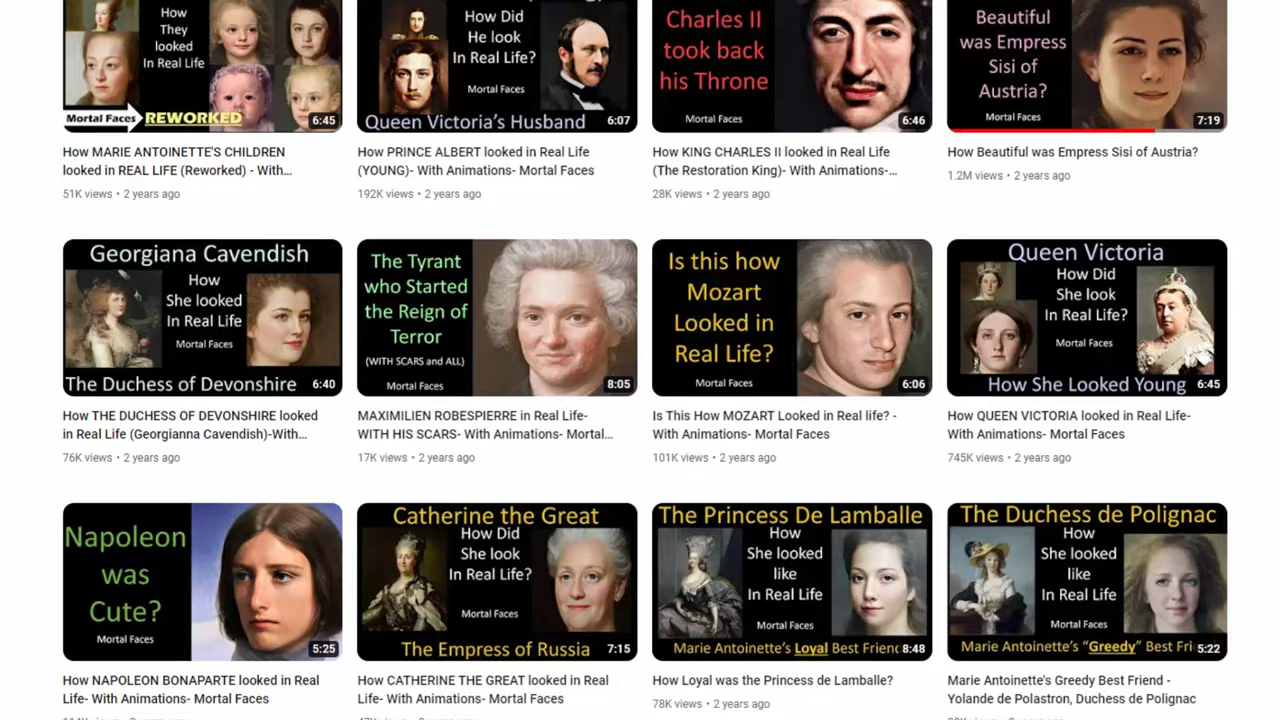 How
They
looked
In Real Life
Mortal Faces
REWORKED
6:45
How MARIE ANTOINETTE'S CHILDREN
looked in REAL LIFE (Reworked) - With...
51K views • 2 years ago
How Did
He look
In Real Life?
Mortal Faces
Queen Victoria's Husband
6:07
How PRINCE ALBERT looked in Real Life
(YOUNG)- With Animations- Mortal Faces
192K views • 2 years ago
Charles II
took back
his Throne
Mortal Faces
6:46
How KING CHARLES II looked in Real Life
(The Restoration King)- With Animations-...
28K views • 2 years ago
Beautiful
was Empress
Sisi of
Austria?
Mortal Faces
7:19
How Beautiful was Empress Sisi of Austria?
1.2M views • 2 years ago
Georgiana Cavendish
How
She looked
In Real Life
Mortal Faces
The Duchess of Devonshire
6:40
How THE DUCHESS OF DEVONSHIRE looked
in Real Life (Georgianna Cavendish)-With...
76K views • 2 years ago
The Tyrant
who Started
the Reign of
Terror
(WITH SCARS and ALL)
Mortal Faces
8:05
MAXIMILIEN ROBESPIERRE in Real Life-
WITH HIS SCARS- With Animations- Mortal...
17K views • 2 years ago
Is this how
Mozart
Looked in
Real Life?
Mortal Faces
6:06
Is This How MOZART Looked in Real life? -
With Animations- Mortal Faces
101K views • 2 years ago
Queen Victoria
How Did
She look
In Real Life?
Mortal Faces
How She Looked Young
6:45
How QUEEN VICTORIA looked in Real Life-
With Animations- Mortal Faces
745K views • 2 years ago
Napoleon
was
Cute?
Mortal Faces
5:25
How NAPOLEON BONAPARTE looked in Real
Life- With Animations- Mortal Faces
Catherine the Great
How Did
She look
In Real Life?
Mortal Faces
The Empress of Russia
7:15
How CATHERINE THE GREAT looked in Real
Life- With Animations- Mortal Faces
The Princess De Lamballe
How
She looked
like
In Real Life
Mortal Faces
Marie Antoinette's Loyal Best Friend
8:48
How Loyal was the Princess de Lamballe?
78K views • 2 years ago
The Duchess de Polignac
How
She looked
like
In Real Life
Mortal Faces
Marie Antoinette's "Greedy" Best Fri
5:22
Marie Antoinette's Greedy Best Friend -
Yolande de Polastron, Duchess de Polignac